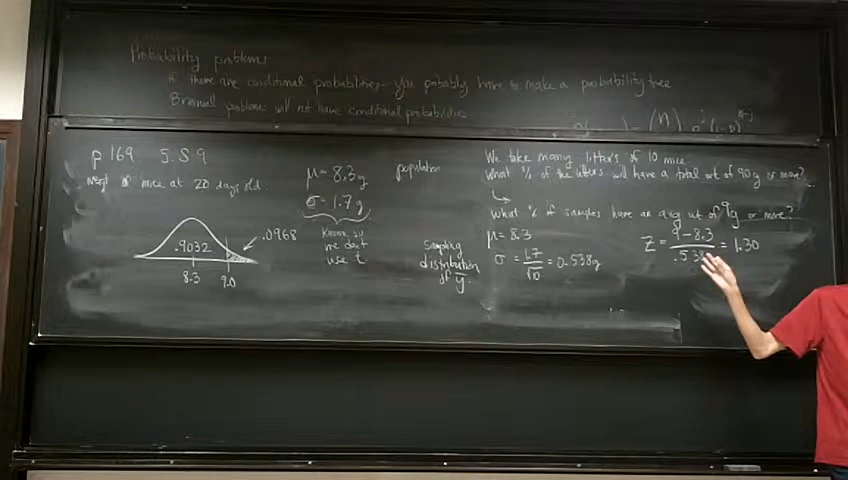 Probability problems
If there are conditional probabilities - you probably have to make a probability tree
Binomial problem will not have conditional probabilities
p 169 5.S 9
weight of mice at 20 days old.
.9032
.0968
8.3
9.0
μ = 8.3g
σ = 1.7g
population
Known, so
we don't
use t
Sampling
distribution
of ȳ
We take many litters of 10 mice.
What % of the litters will have a total wt of 90g or more?
What % of samples have an avg wt of 9g or more?
μ = 8.3
σ = 1.7/√10 = 0.538g
Z = 9 - 8.3 / .538 = 1.30